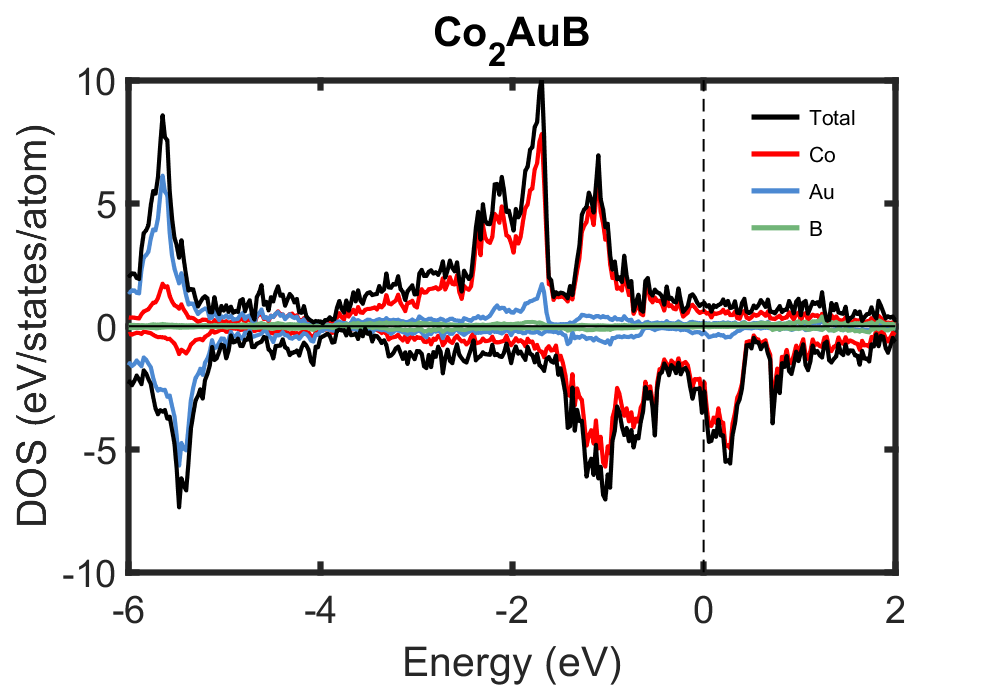 Co₂AuB
DOS (eV/states/atom)
10
5
0
-5
-10
Total
Co
Au
B
-6 -4 -2 0 2
Energy (eV)